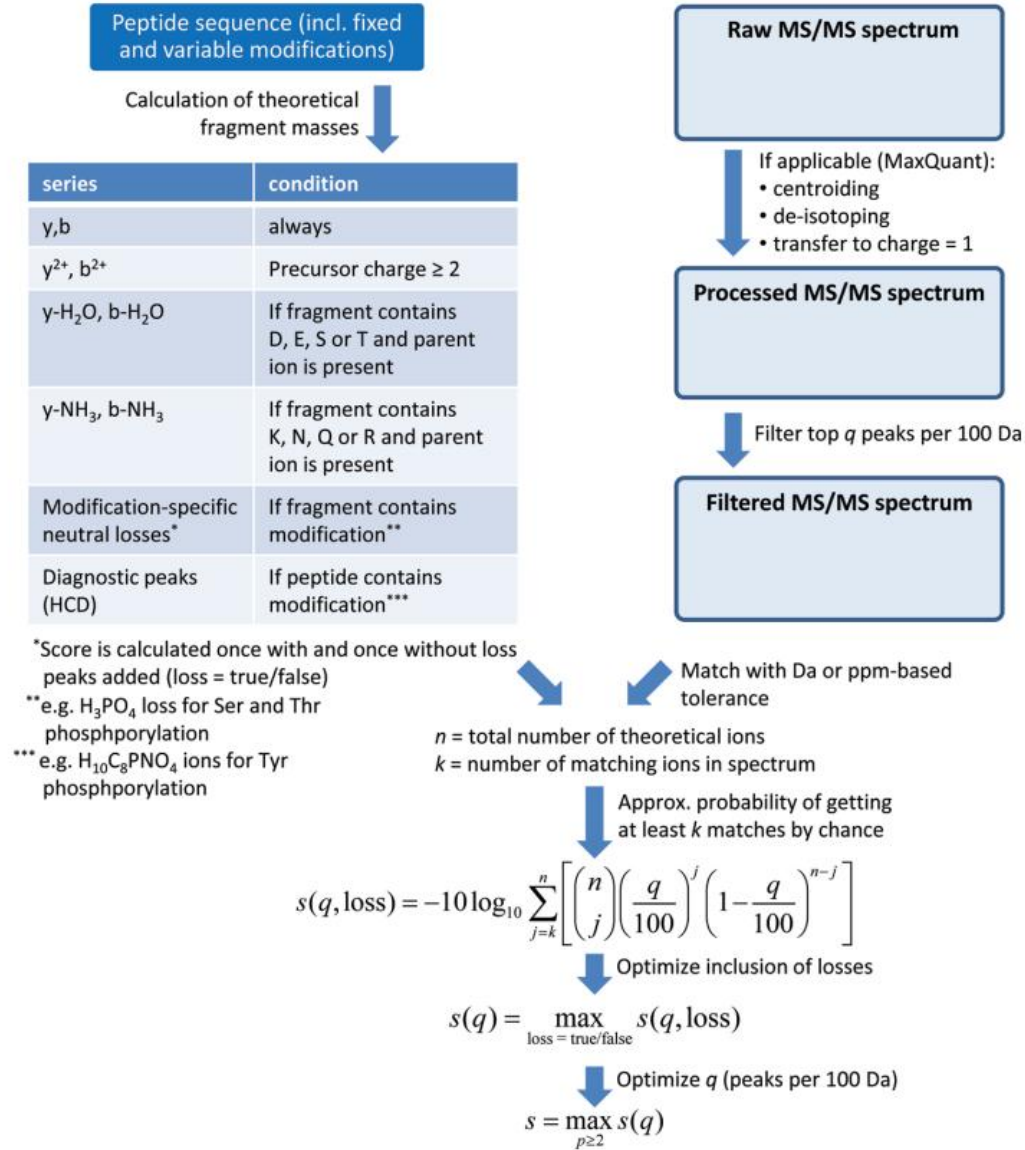 Peptide sequence (incl. fixed
and variable modifications)
Calculation of theoretical
fragment masses
series condition
y,b always
y²⁺, b²⁺ Precursor charge ≥ 2
y-H₂O, b-H₂O If fragment contains
D, E, S or T and parent
ion is present
y-NH₃, b-NH₃ If fragment contains
K, N, Q or R and parent
ion is present
Modification-specific If fragment contains
neutral losses* modification**
Diagnostic peaks If peptide contains
(HCD) modification***
*Score is calculated once with and once without loss
peaks added (loss = true/false)
**e.g. H₃PO₄ loss for Ser and Thr
phosphporylation
*** e.g. H₁₀C₈PNO₄ ions for Tyr
phosphporylation
Raw MS/MS spectrum
If applicable (MaxQuant):
• centroiding
• de-isotoping
• transfer to charge = 1
Processed MS/MS spectrum
Filter top q peaks per 100 Da
Filtered MS/MS spectrum
Match with Da or ppm-based
tolerance
n = total number of theoretical ions
k = number of matching ions in spectrum
Approx. probability of getting
at least k matches by chance
s(q,loss) = −10 log₁₀ ∑_{j=k}^{n} [ (n j) (q/100)^j (1 − q/100)^{n−j} ]
Optimize inclusion of losses
s(q) = max_{loss = true/false} s(q,loss)
Optimize q (peaks per 100 Da)
s = max_{p≥2} s(q)